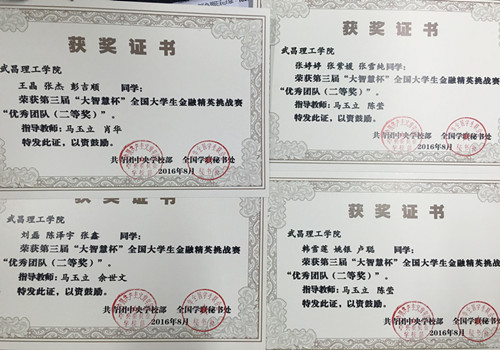 获奖证书
武昌理工学院
王晶 张杰 彭吉顺 同学：
荣获第三届“大智慧杯”全国大学生金融精英挑战赛
“优秀团队（二等奖）”。
指导教师：马玉立 肖华
特发此证，以资鼓励。
共青团中央学校部 全国学联秘书处
2016年8月
获奖证书
武昌理工学院
张婷婷 张紫媛 张雪纯同学：
荣获第三届“大智慧杯”全国大学生金融精英挑战赛
“优秀团队（二等奖）”。
指导教师：马玉立 陈莹
特发此证，以资鼓励。
共青团中央学校部 全国学联秘书处
2016年8月
获奖证书
武昌理工学院
刘磊 陈泽宇 张鑫 同学：
荣获第三届“大智慧杯”全国大学生金融精英挑战赛
“优秀团队（二等奖）”。
指导教师：马玉立 余世文
特发此证，以资鼓励。
共青团中央学校部 全国学联秘书处
2016年8月
获奖证书
武昌理工学院
韩雪莲 姚银 卢聪 同学：
荣获第三届“大智慧杯”全国大学生金融精英挑战赛
“优秀团队（二等奖）”。
指导教师：马玉立 陈莹
特发此证，以资鼓励。
共青团中央学校部 全国学联秘书处
2016年8月